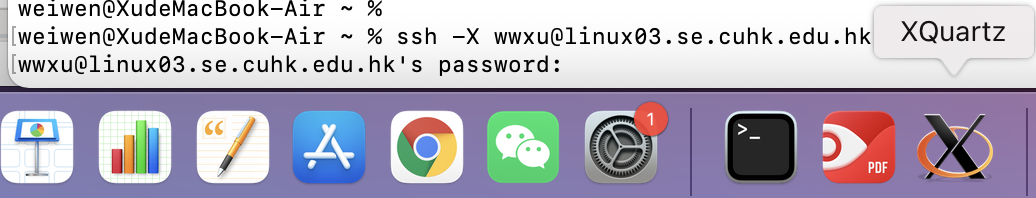 weiwen@XudeMacBook-Air ~ %
[weiwen@XudeMacBook-Air ~ % ssh -X wwxu@linux03.se.cuhk.edu.hk
[wwxu@linux03.se.cuhk.edu.hk's password:
XQuartz
1
>_
PDF